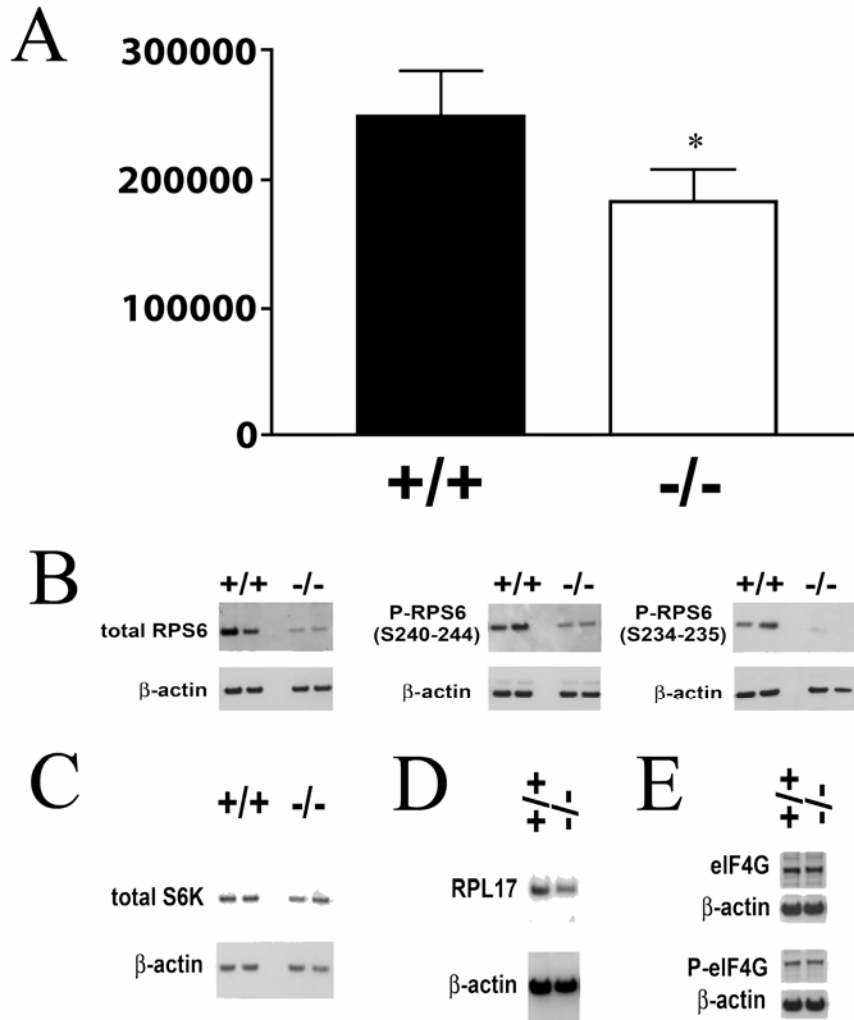 A
300000
200000
100000
0
*
+/+
-/-
B
+/+ -/-
total RPS6
β-actin
+/+ -/-
P-RPS6
(S240-244)
β-actin
+/+ -/-
P-RPS6
(S234-235)
β-actin
C
+/+ -/-
total S6K
β-actin
D
+/+ -/-
RPL17
β-actin
E
+/+ -/-
eIF4G
β-actin
P-eIF4G
β-actin